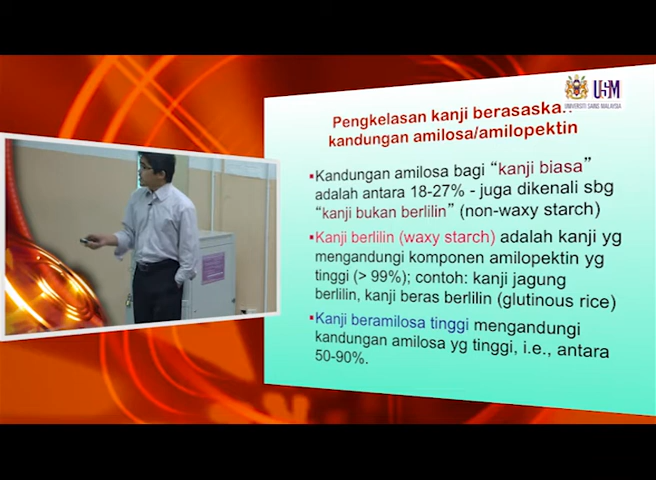 USM
UNIVERSITI SAINS MALAYSIA
Pengkelasan kanji berasaskan
kandungan amilosa/amilopektin
▪Kandungan amilosa bagi “kanji biasa”
adalah antara 18-27% - juga dikenali sbg
“kanji bukan berlilin” (non-waxy starch)
▪Kanji berlilin (waxy starch) adalah kanji yg
mengandungi komponen amilopektin yg
tinggi (> 99%); contoh: kanji jagung
berlilin, kanji beras berlilin (glutinous rice)
▪Kanji beramilosa tinggi mengandungi
kandungan amilosa yg tinggi, i.e., antara
50-90%.